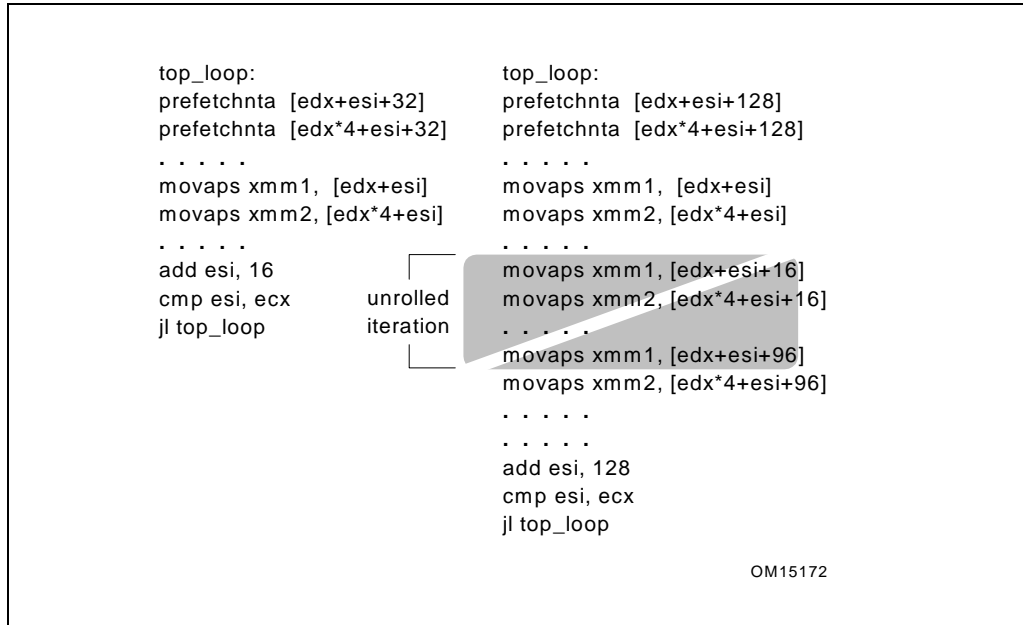 top_loop:
prefetchnta [edx+esi+32]
prefetchnta [edx*4+esi+32]
. . . . .
movaps xmm1, [edx+esi]
movaps xmm2, [edx*4+esi]
. . . . .
add esi, 16
cmp esi, ecx
jl top_loop
unrolled
iteration
top_loop:
prefetchnta [edx+esi+128]
prefetchnta [edx*4+esi+128]
. . . . .
movaps xmm1, [edx+esi]
movaps xmm2, [edx*4+esi]
. . . . .
movaps xmm1, [edx+esi+16]
movaps xmm2, [edx*4+esi+16]
. . . . .
movaps xmm1, [edx+esi+96]
movaps xmm2, [edx*4+esi+96]
. . . . .
. . . . .
add esi, 128
cmp esi, ecx
jl top_loop
OM15172